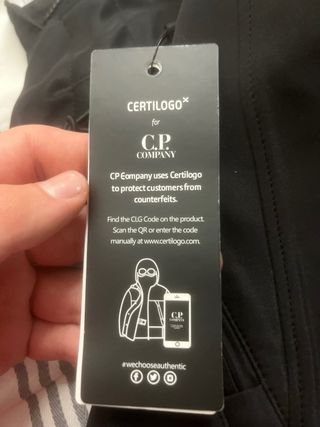 CERTILOGO
for
C.P.
COMPANY
CP Company uses Certilogo
to protect customers from
counterfeits.
Find the CLG Code on the product.
Scan the QR or enter the code
manually at www.certilogo.com.
C.P.
COMPANY
#wechooseauthentic